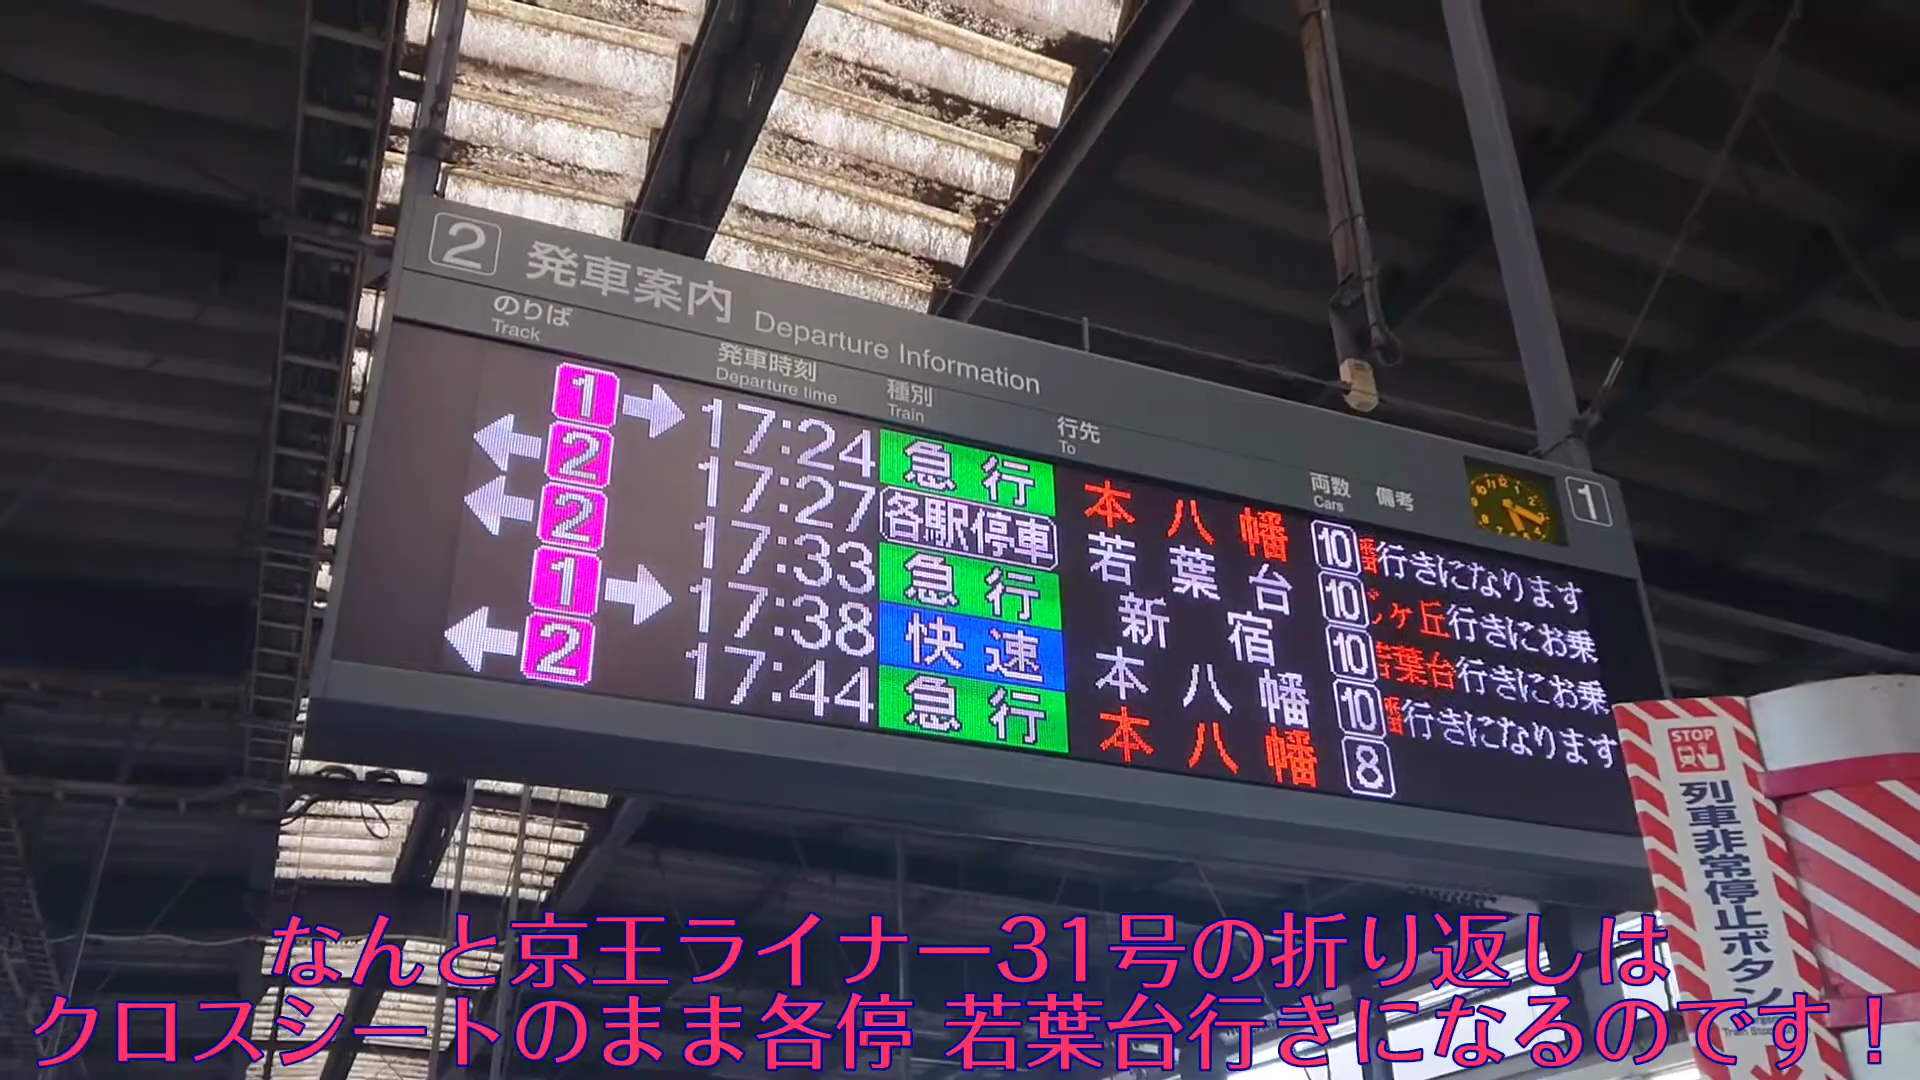 2 発車案内 Departure Information
のりば 発車時刻 種別 行先 両数 備考 1
Track Departure time Train To Cars
1 17:24 急行 本八幡 10 行きになります
2 17:27 各駅停車 若葉台 10 ヶ丘行きにお乗
2 17:33 急行 新宿 10 葉台行きにお乗
1 17:38 快速 本八幡 10 行きになります
2 17:44 急行 本八幡 8
STOP
列車非常停止ボタン
なんと京王ライナー31号の折り返しは
クロスシートのまま各停 若葉台行きになるのです！